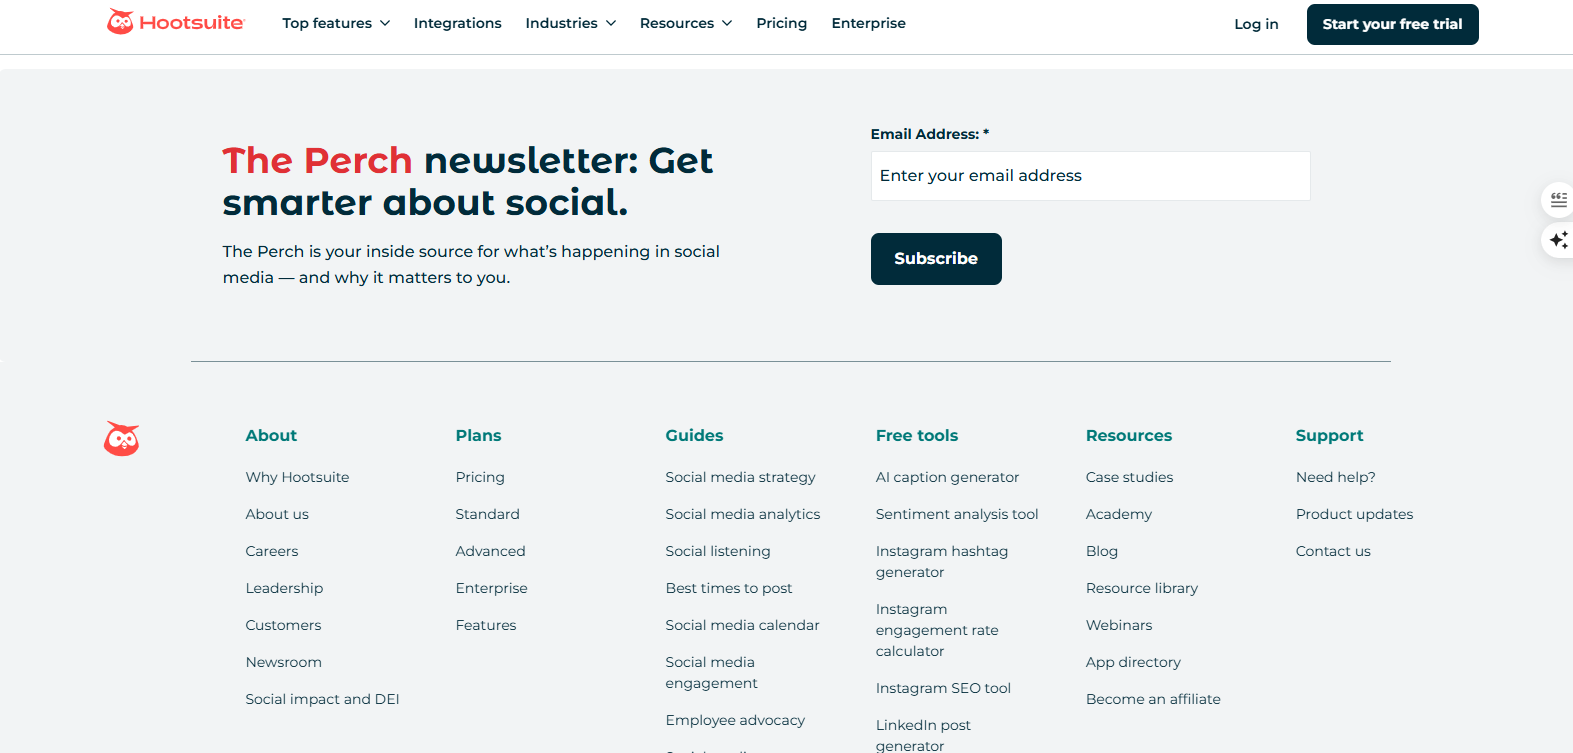 Hootsuite
Top features
Integrations
Industries
Resources
Pricing
Enterprise
Log in
Start your free trial
The Perch newsletter: Get
smarter about social.
The Perch is your inside source for what’s happening in social
media — and why it matters to you.
Email Address: *
Enter your email address
Subscribe
About
Why Hootsuite
About us
Careers
Leadership
Customers
Newsroom
Social impact and DEI
Plans
Pricing
Standard
Advanced
Enterprise
Features
Guides
Social media strategy
Social media analytics
Social listening
Best times to post
Social media calendar
Social media
engagement
Employee advocacy
Free tools
AI caption generator
Sentiment analysis tool
Instagram hashtag
generator
Instagram
engagement rate
calculator
Instagram SEO tool
LinkedIn post
generator
Resources
Case studies
Academy
Blog
Resource library
Webinars
App directory
Become an affiliate
Support
Need help?
Product updates
Contact us